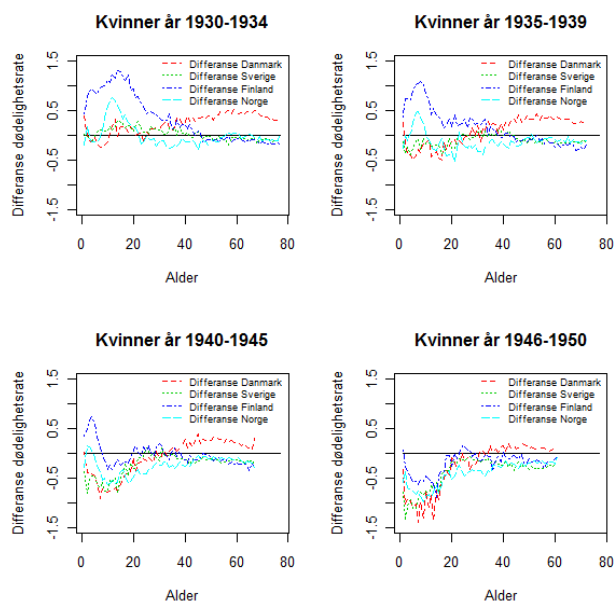 Kvinner år 1930-1934
Differanse dødelighetsrate
1.5
0.5
-0.5
-1.5
Differanse Danmark
Differanse Sverige
Differanse Finland
Differanse Norge
0 20 40 60 80
Alder
Kvinner år 1935-1939
Differanse dødelighetsrate
1.5
0.5
-0.5
-1.5
Differanse Danmark
Differanse Sverige
Differanse Finland
Differanse Norge
0 20 40 60 80
Alder
Kvinner år 1940-1945
Differanse dødelighetsrate
1.5
0.5
-0.5
-1.5
Differanse Danmark
Differanse Sverige
Differanse Finland
Differanse Norge
0 20 40 60 80
Alder
Kvinner år 1946-1950
Differanse dødelighetsrate
1.5
0.5
-0.5
-1.5
Differanse Danmark
Differanse Sverige
Differanse Finland
Differanse Norge
0 20 40 60 80
Alder